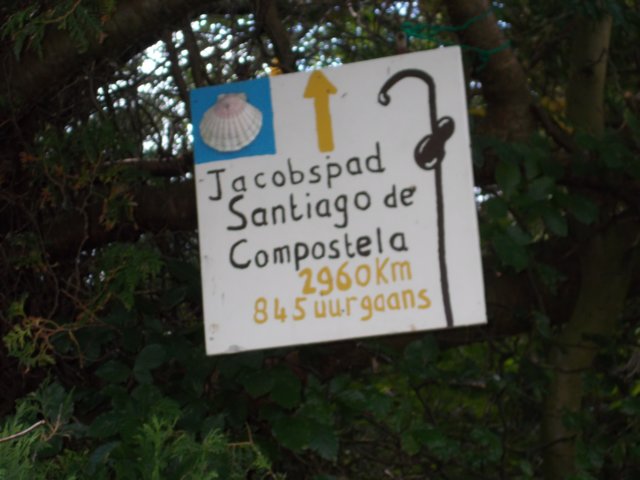 Jacobspad
Santiago de
Compostela
2960Km
845 uurgaans